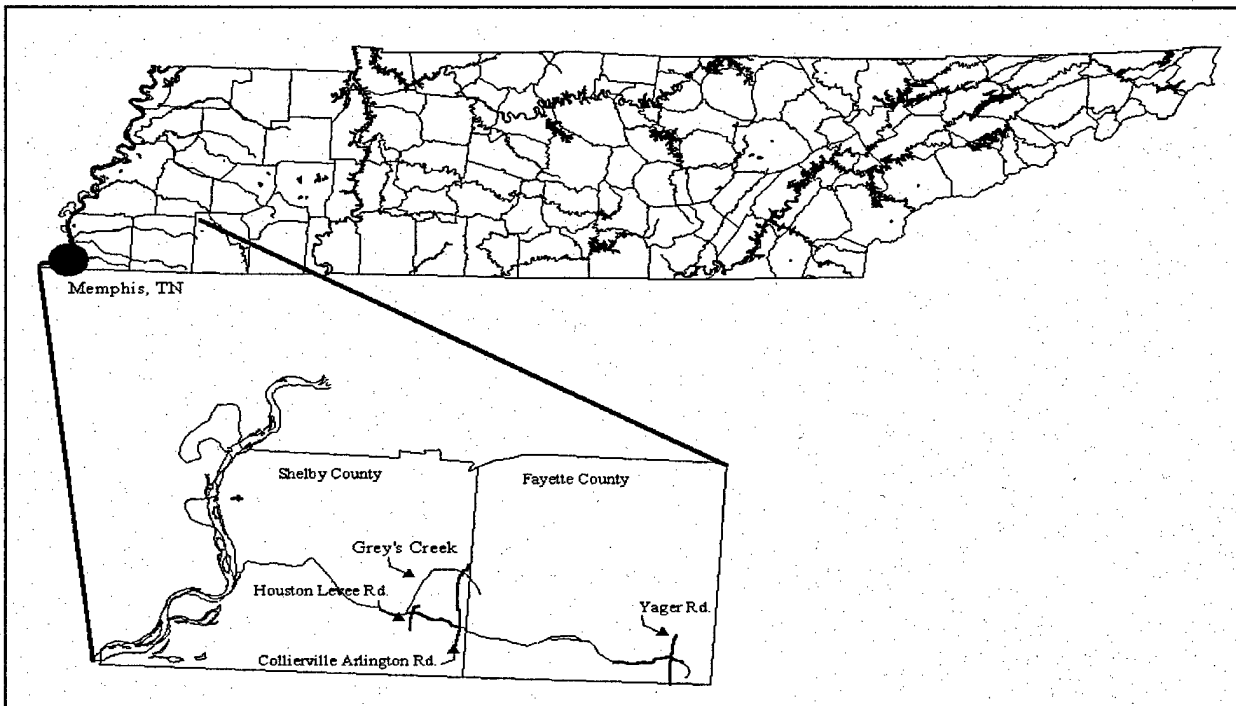 Memphis, TN
Shelby County
Fayette County
Grey's Creek
Houston Levee Rd.
Yager Rd.
Collierville Arlington Rd.